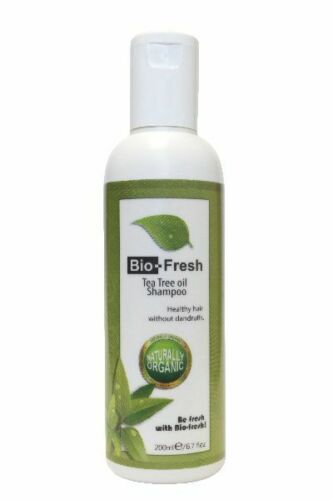 Bio-Fresh
Tea Tree oil
Shampoo
Healthy hair
without dandruffs.
NATURALLY
ORGANIC
Be fresh
with Bio-fresh!
200ml℮/6.7 fl oz